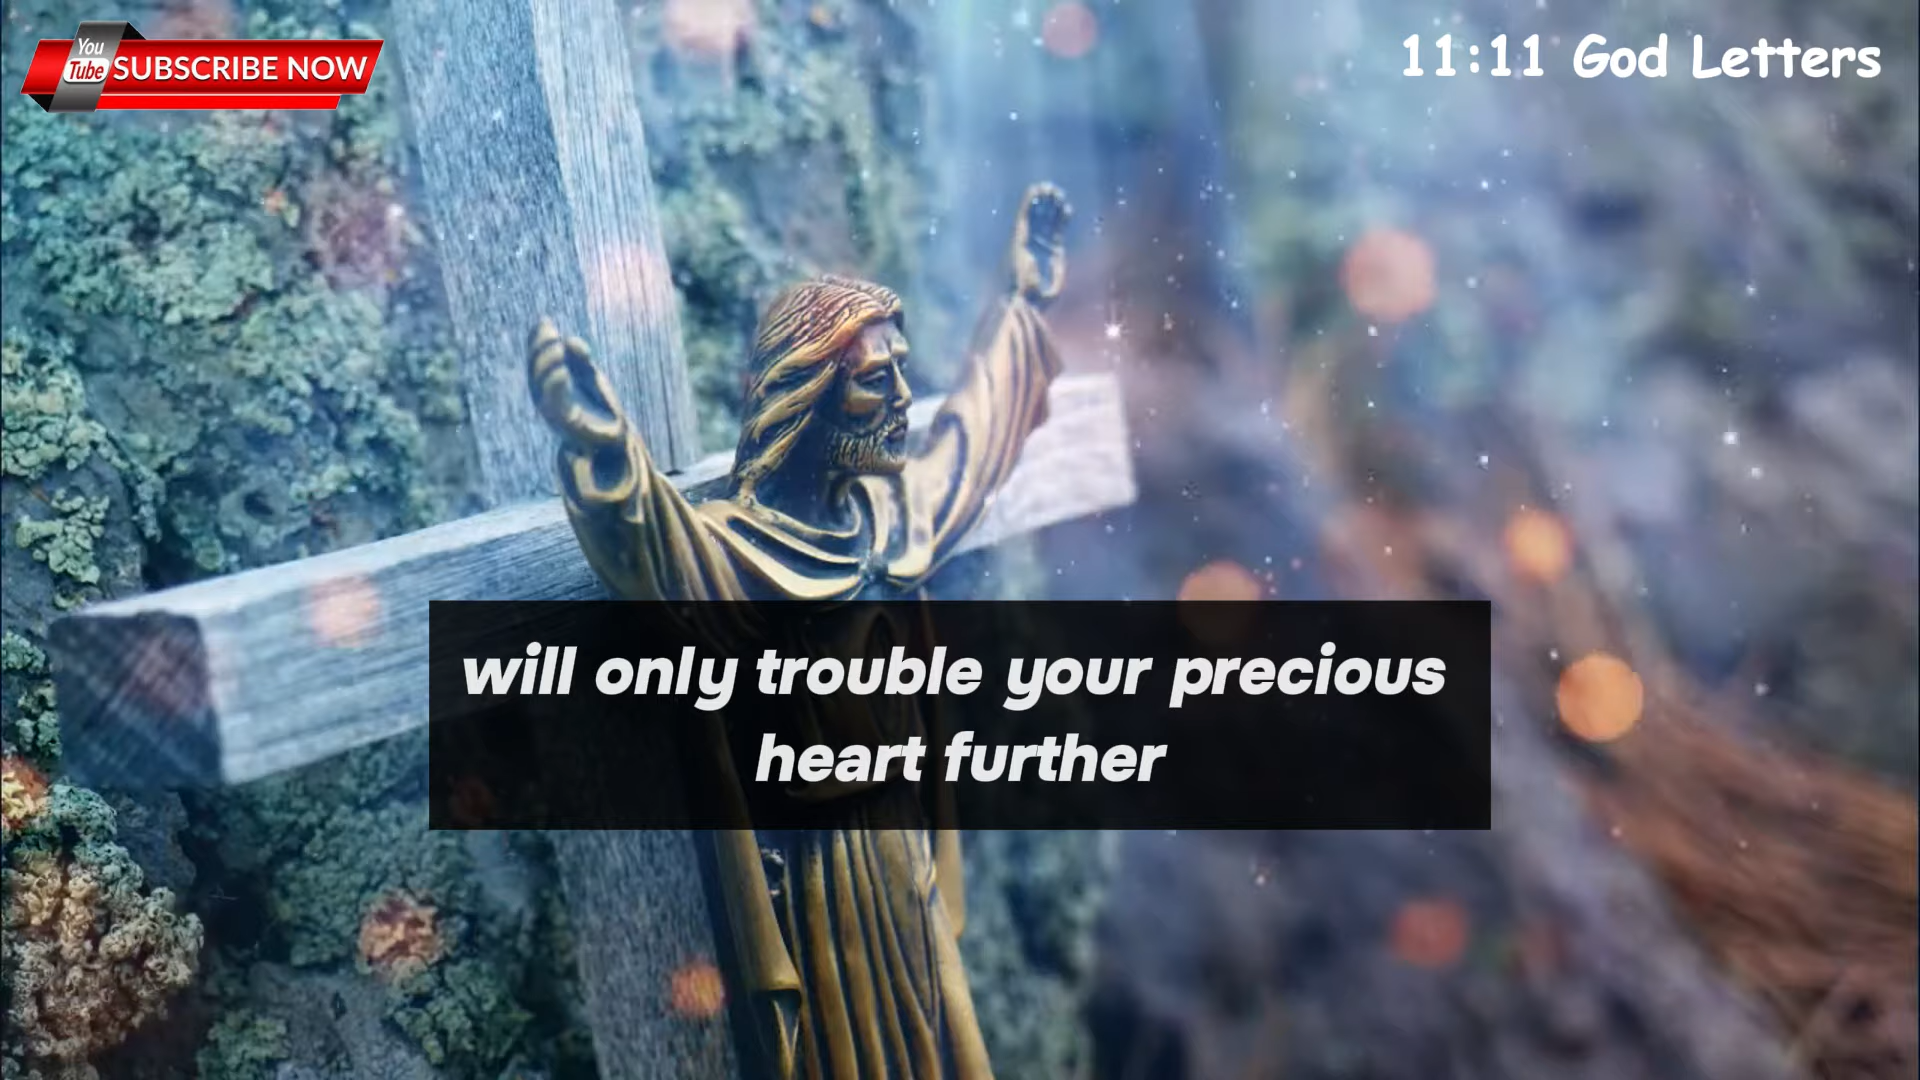 You
Tube
SUBSCRIBE NOW
11:11 God Letters
will only trouble your precious
heart further